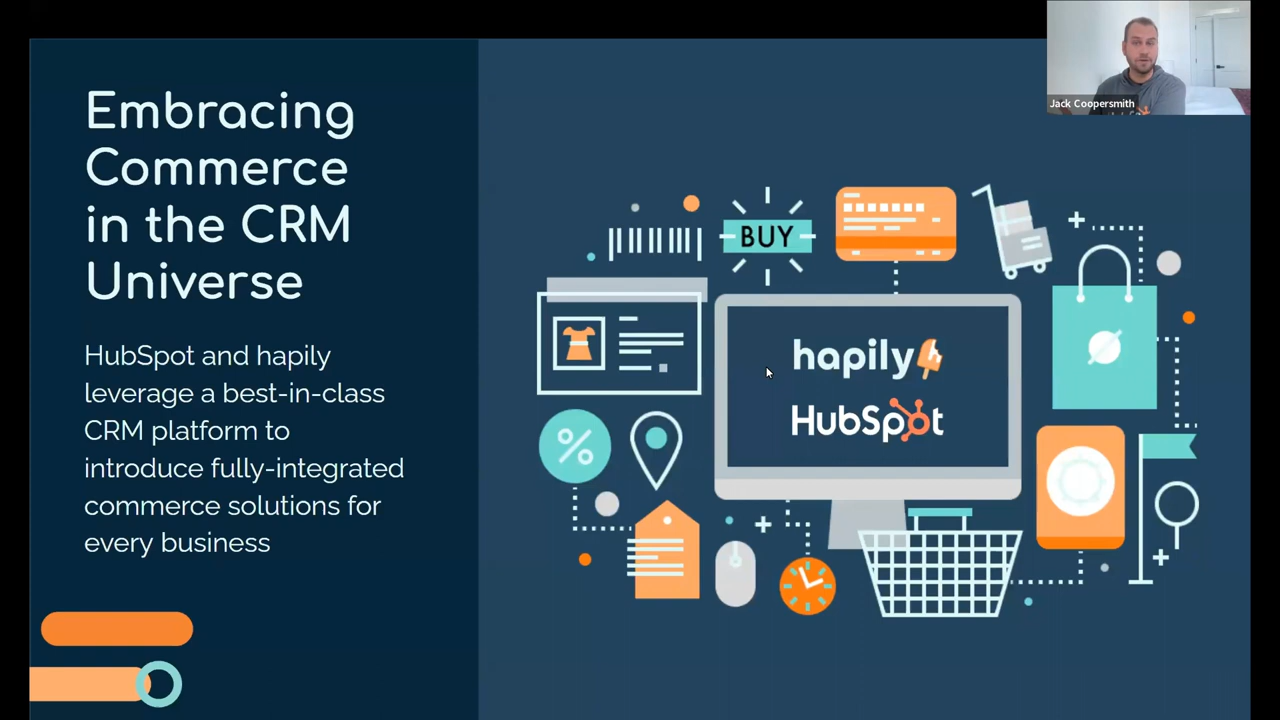 Jack Coopersmith
Embracing
Commerce
in the CRM
Universe
HubSpot and hapily
leverage a best-in-class
CRM platform to
introduce fully-integrated
commerce solutions for
every business
BUY
hapily
h
HubSpot
%